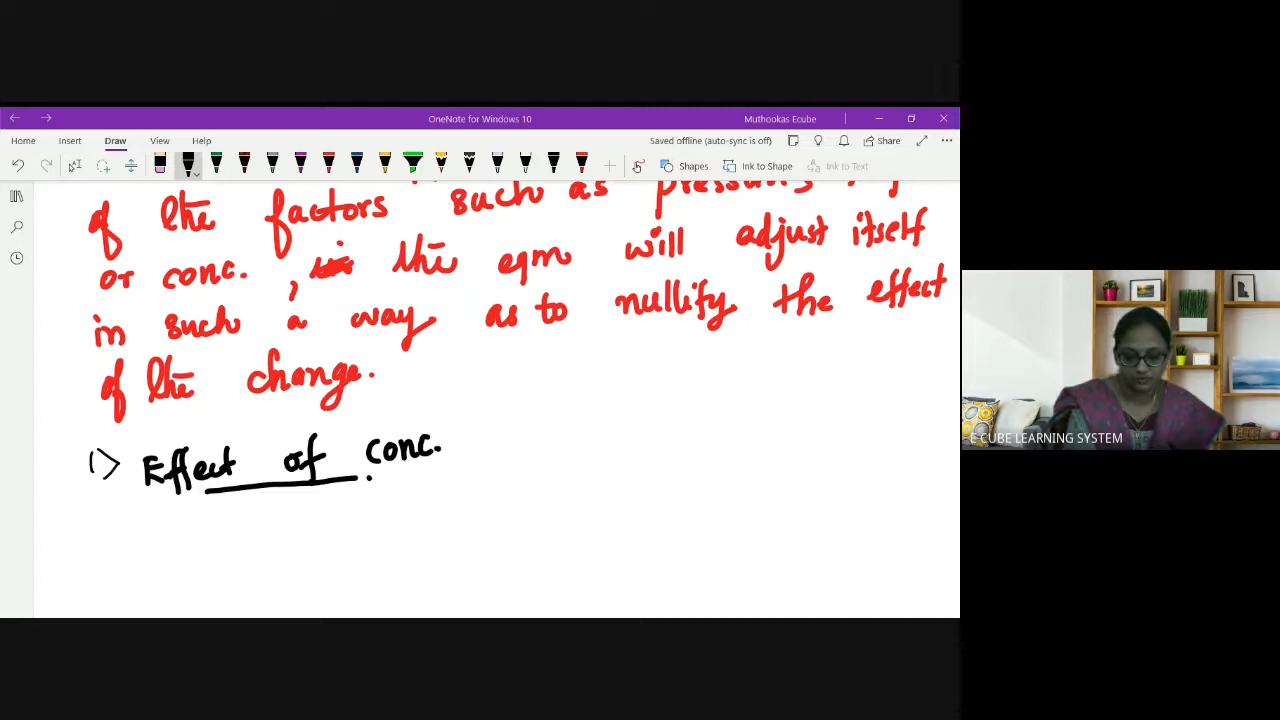 OneNote for Windows 10
Muthookas Ecube
Home Insert Draw View Help
Saved offline (auto-sync is off)
Share
Shapes
Ink to Shape
Ink to Text
of the factors such as pressure
or conc. , the eqm will adjust itself
in such a way as to nullify the effect
of the change.
1) Effect of conc.
E CUBE LEARNING SYSTEM